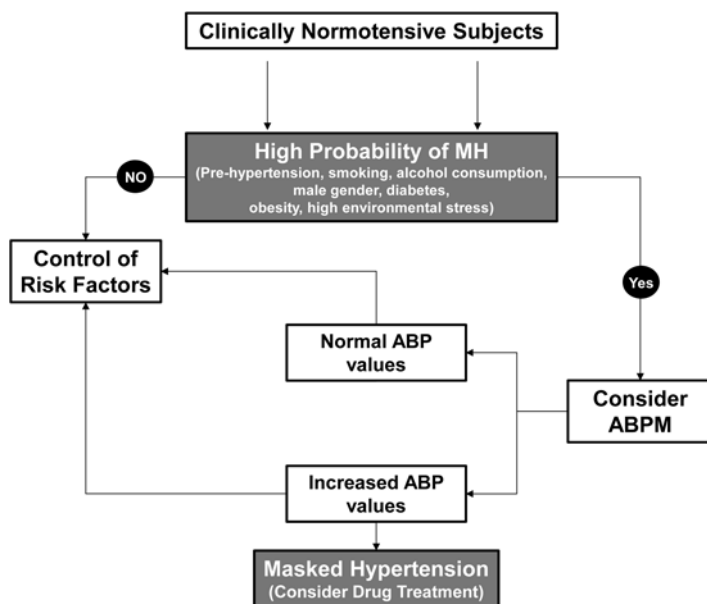 Clinically Normotensive Subjects
High Probability of MH
(Pre-hypertension, smoking, alcohol consumption,
male gender, diabetes,
obesity, high environmental stress)
NO
Control of
Risk Factors
Yes
Normal ABP
values
Consider
ABPM
Increased ABP
values
Masked Hypertension
(Consider Drug Treatment)